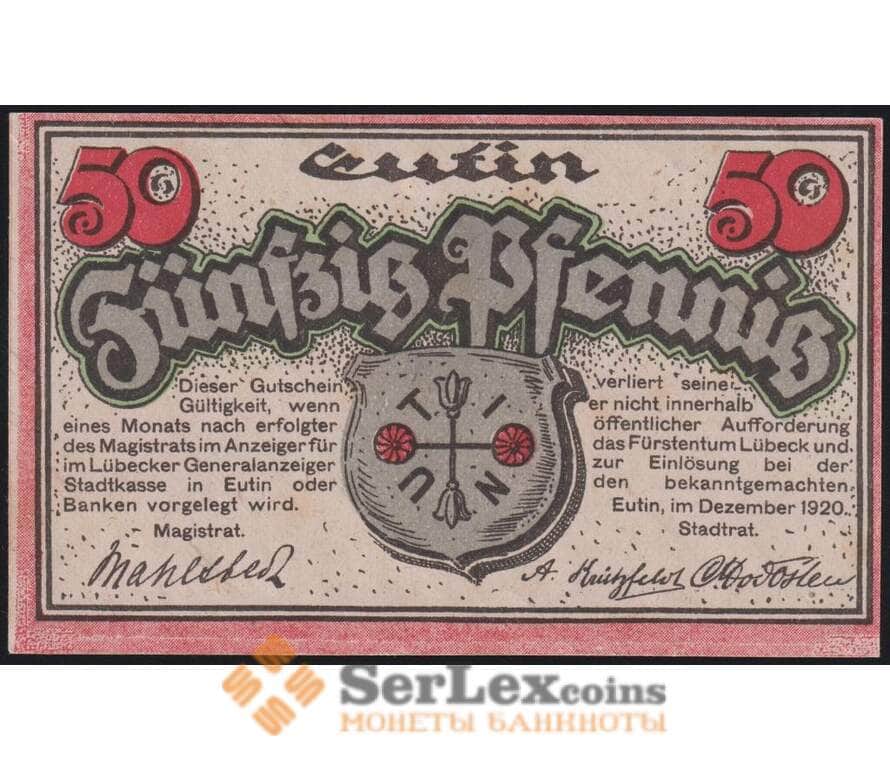 Eutin
50 50
Fünfzig Pfennig
Dieser Gutschein verliert seine
Gültigkeit, wenn er nicht innerhalb
eines Monats nach erfolgter öffentlicher Aufforderung
des Magistrats im Anzeiger für das Fürstentum Lübeck und
im Lübecker Generalanzeiger zur Einlösung bei der
Stadtkasse in Eutin oder den bekanntgemachten
Banken vorgelegt wird. Eutin, im Dezember 1920.
Magistrat. Stadtrat.
U T I N
A. Krützfeldt
SerLexcoins
МОНЕТЫ БАНКНОТЫ